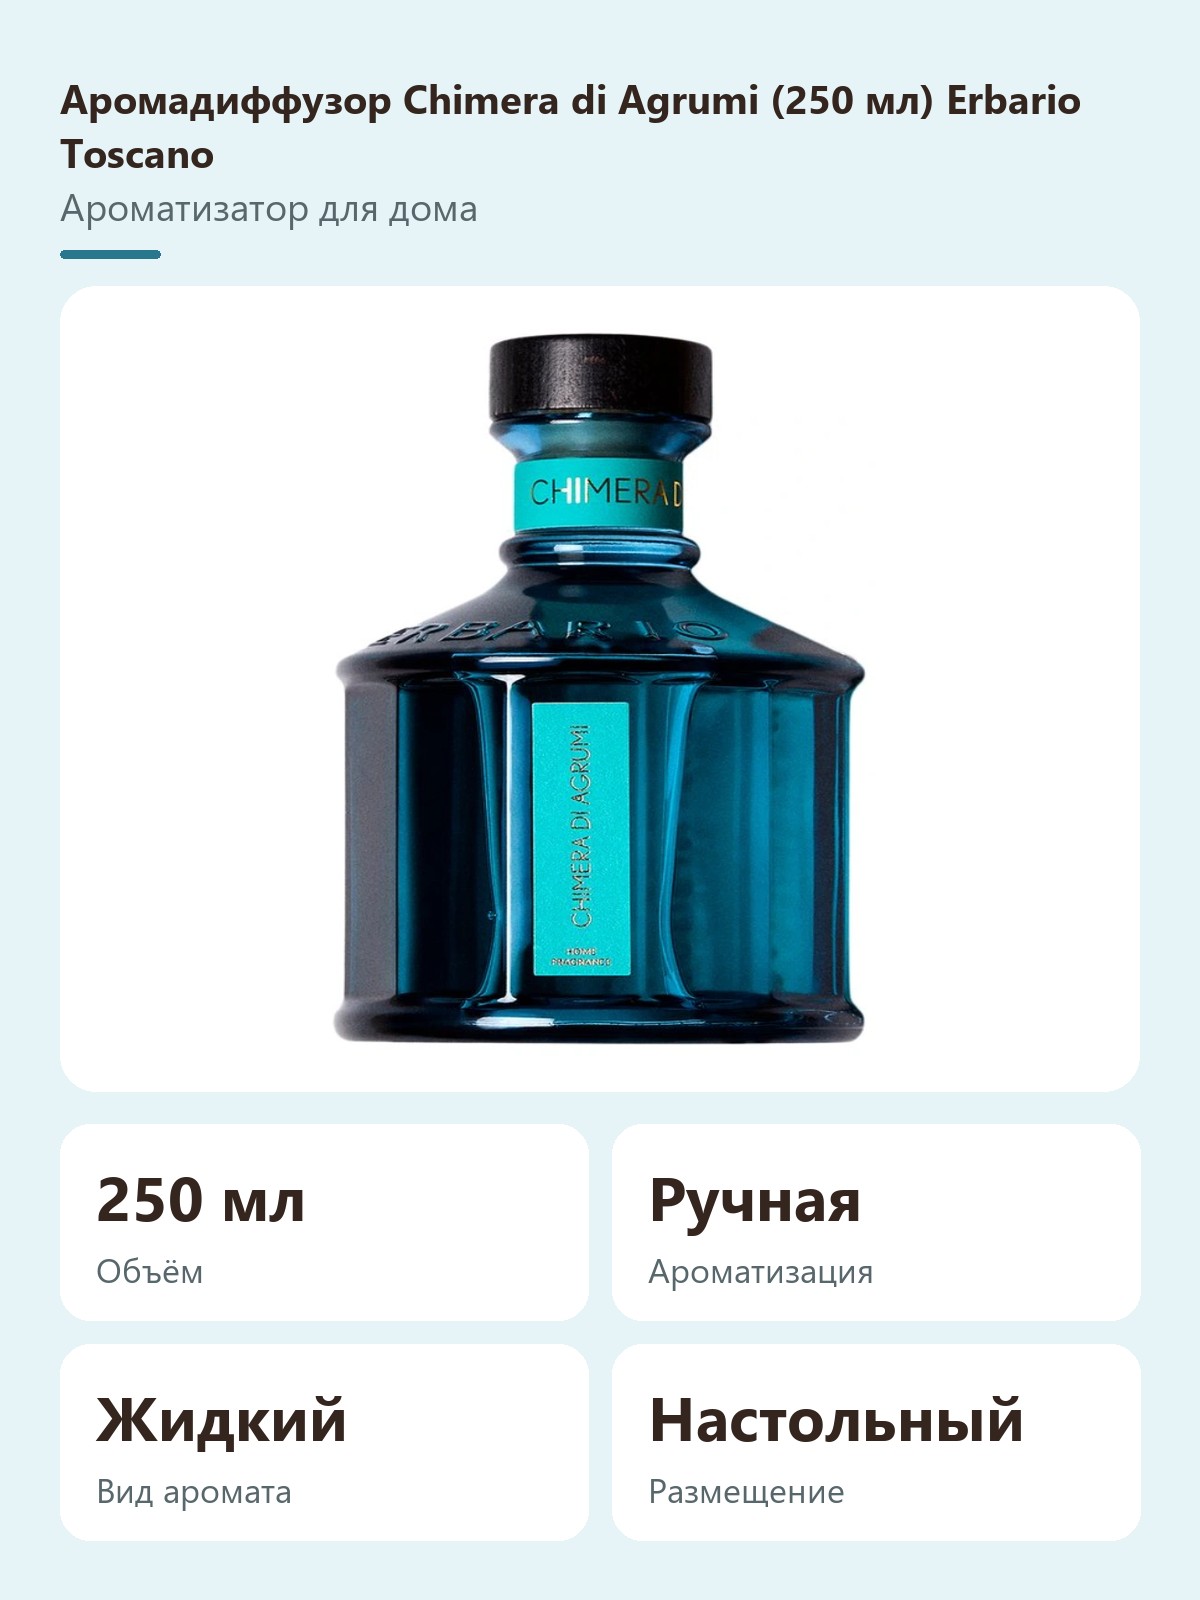 Аромадиффузор Chimera di Agrumi (250 мл) Erbario
Toscano
Ароматизатор для дома
CHIMERA D
ERBARIO
CHIMERA DI AGRUMI
HOME
FRAGRANCE
250 мл
Объём
Ручная
Ароматизация
Жидкий
Вид аромата
Настольный
Размещение